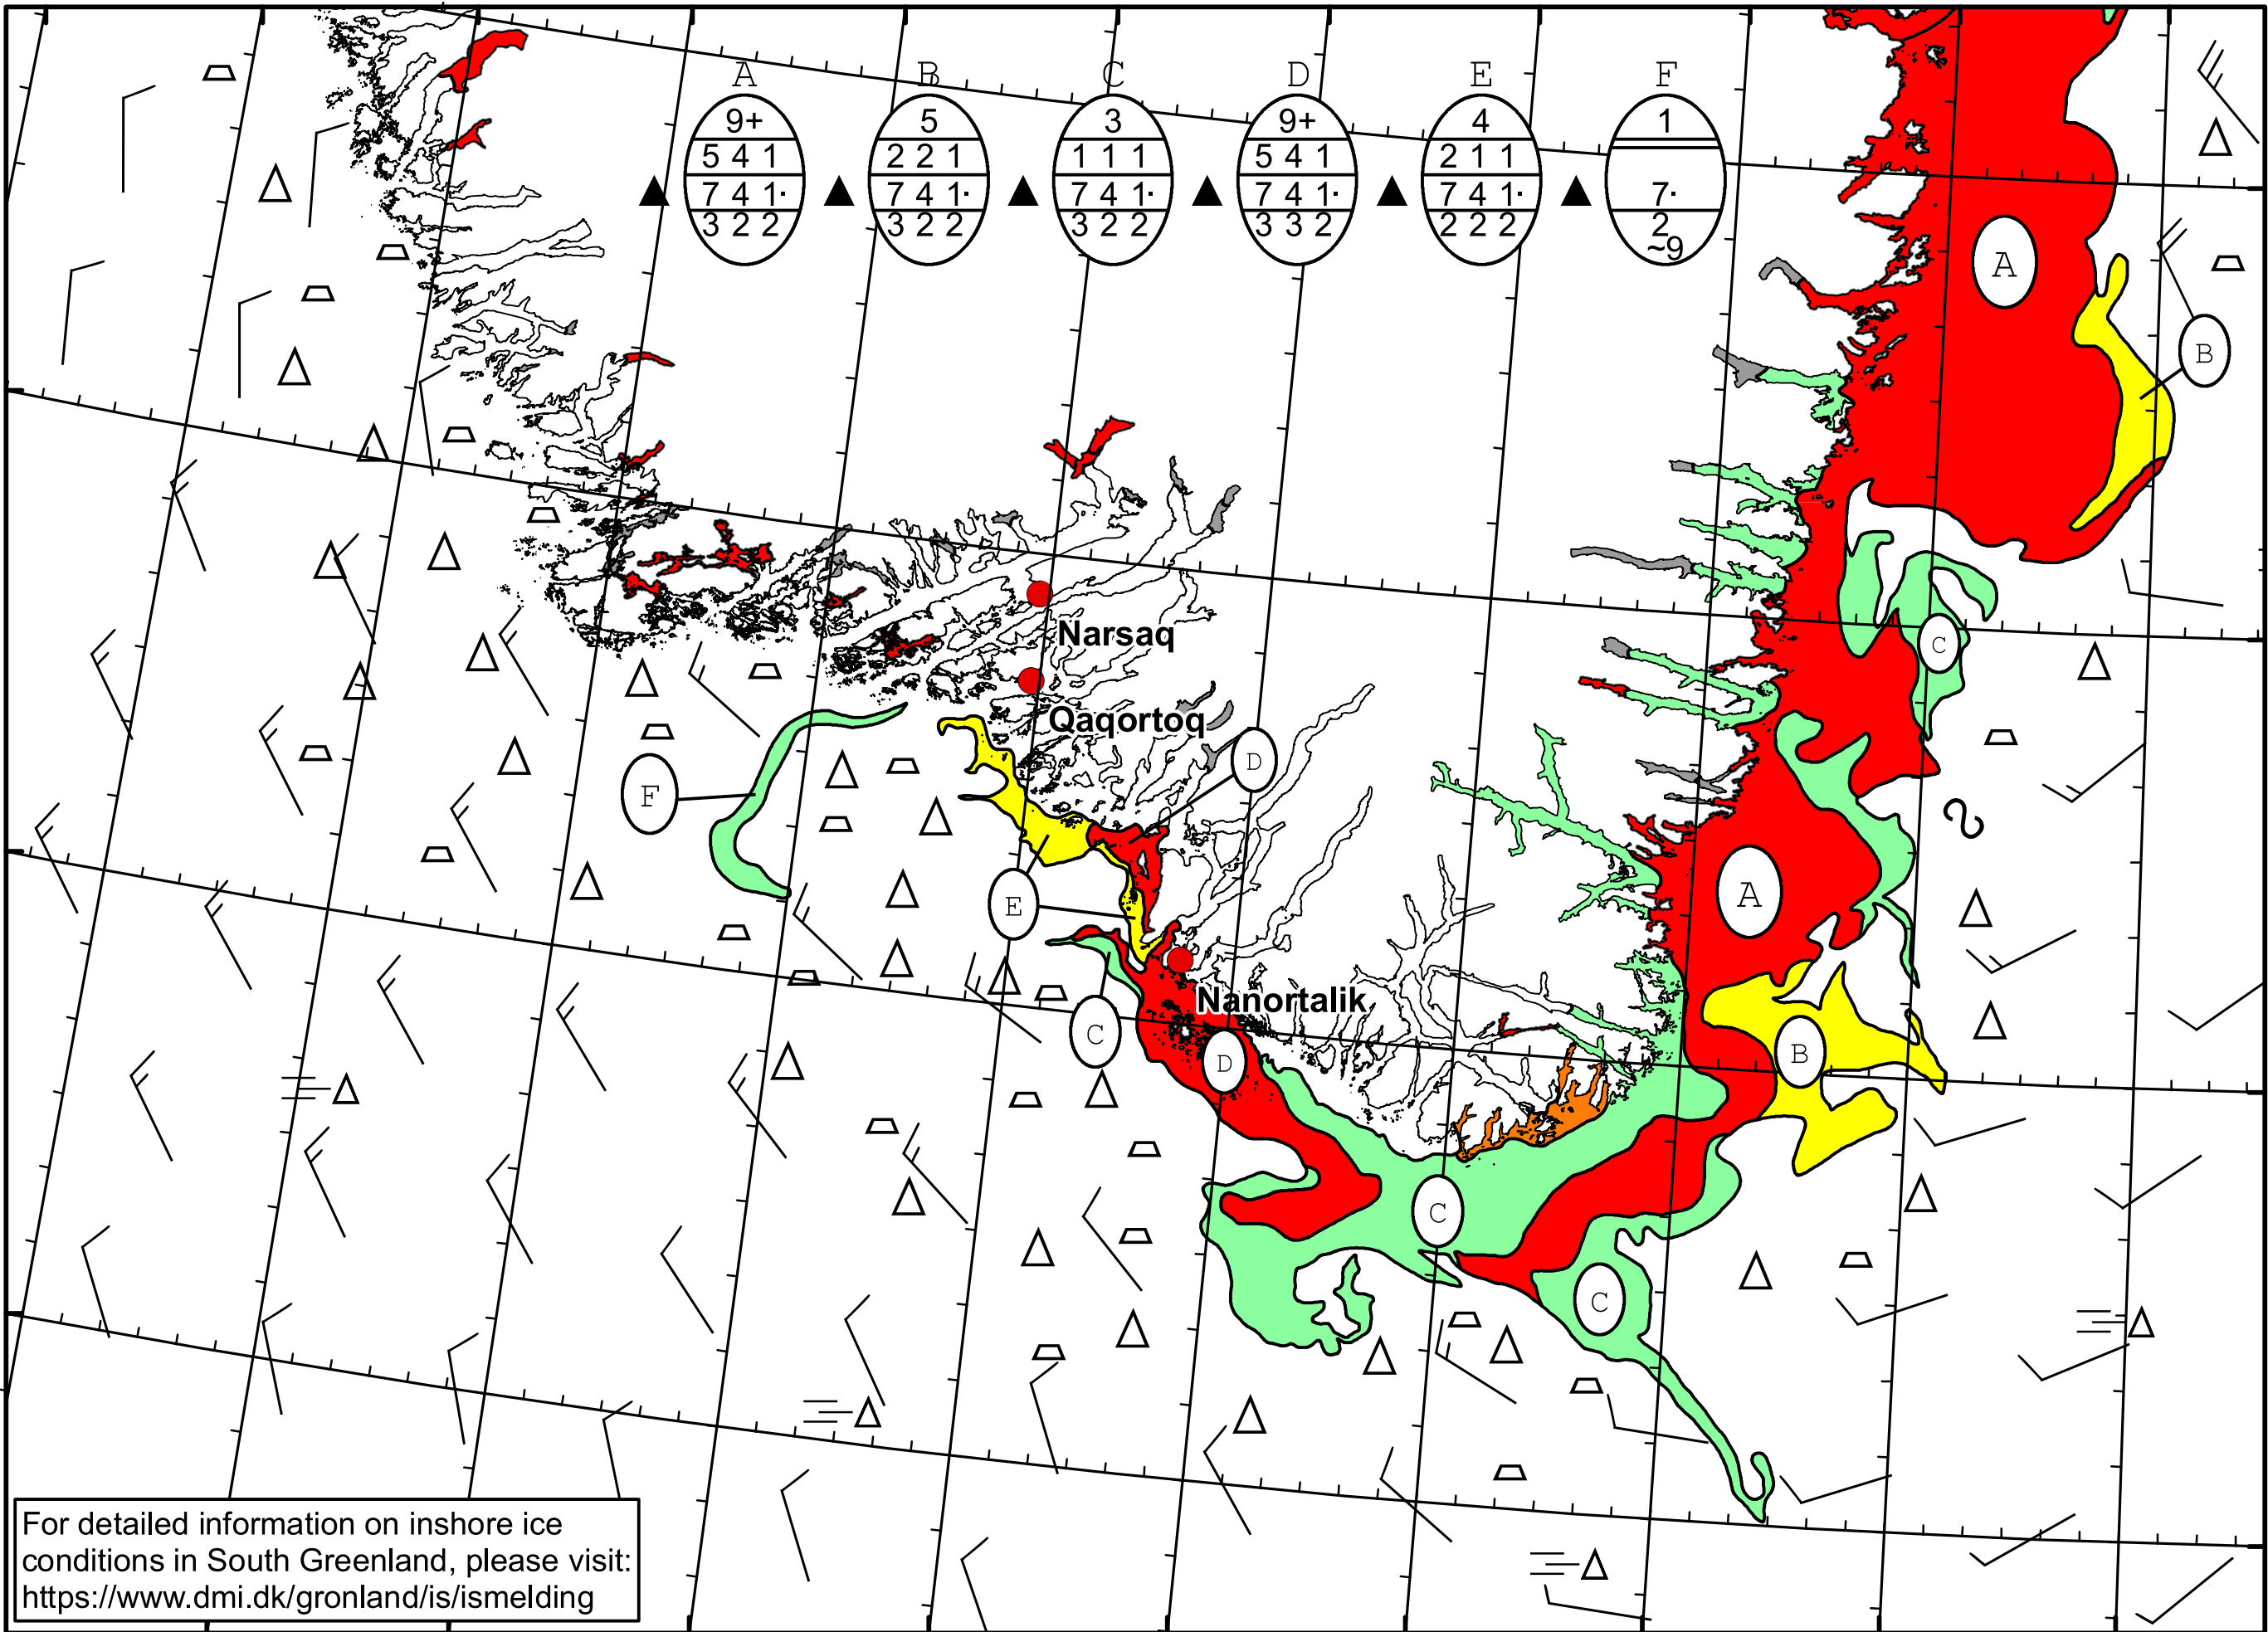 A B C D E F
9+ 5 3 9+ 4 1
5 4 1 2 2 1 1 1 1 5 4 1 2 1 1
7 4 1· 7 4 1· 7 4 1· 7 4 1· 7 4 1· 7·
3 2 2 3 2 2 3 2 2 3 3 2 2 2 2 2
~9
A
B
Narsaq
C
Qaqortoq
D
F
A
E
Nanortalik
C
D
B
C
C
For detailed information on inshore ice
conditions in South Greenland, please visit:
https://www.dmi.dk/gronland/is/ismelding